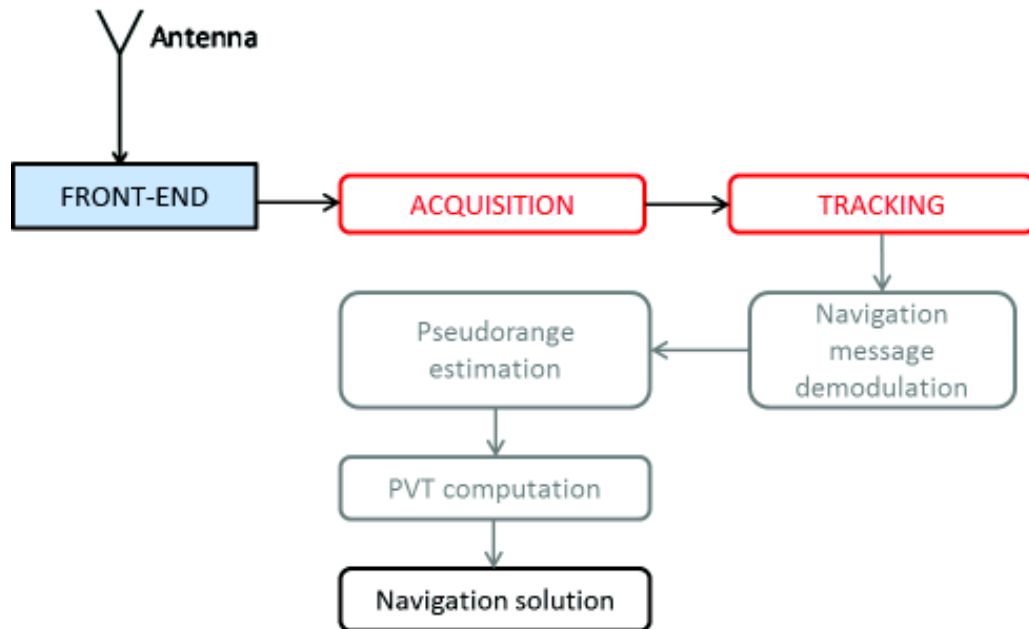 Antenna
FRONT-END
ACQUISITION
TRACKING
Navigation
message
demodulation
Pseudorange
estimation
PVT computation
Navigation solution